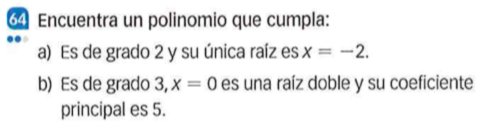 64 Encuentra un polinomio que cumpla:
a) Es de grado 2 y su única raíz es x = −2.
b) Es de grado 3, x = 0 es una raíz doble y su coeficiente
principal es 5.